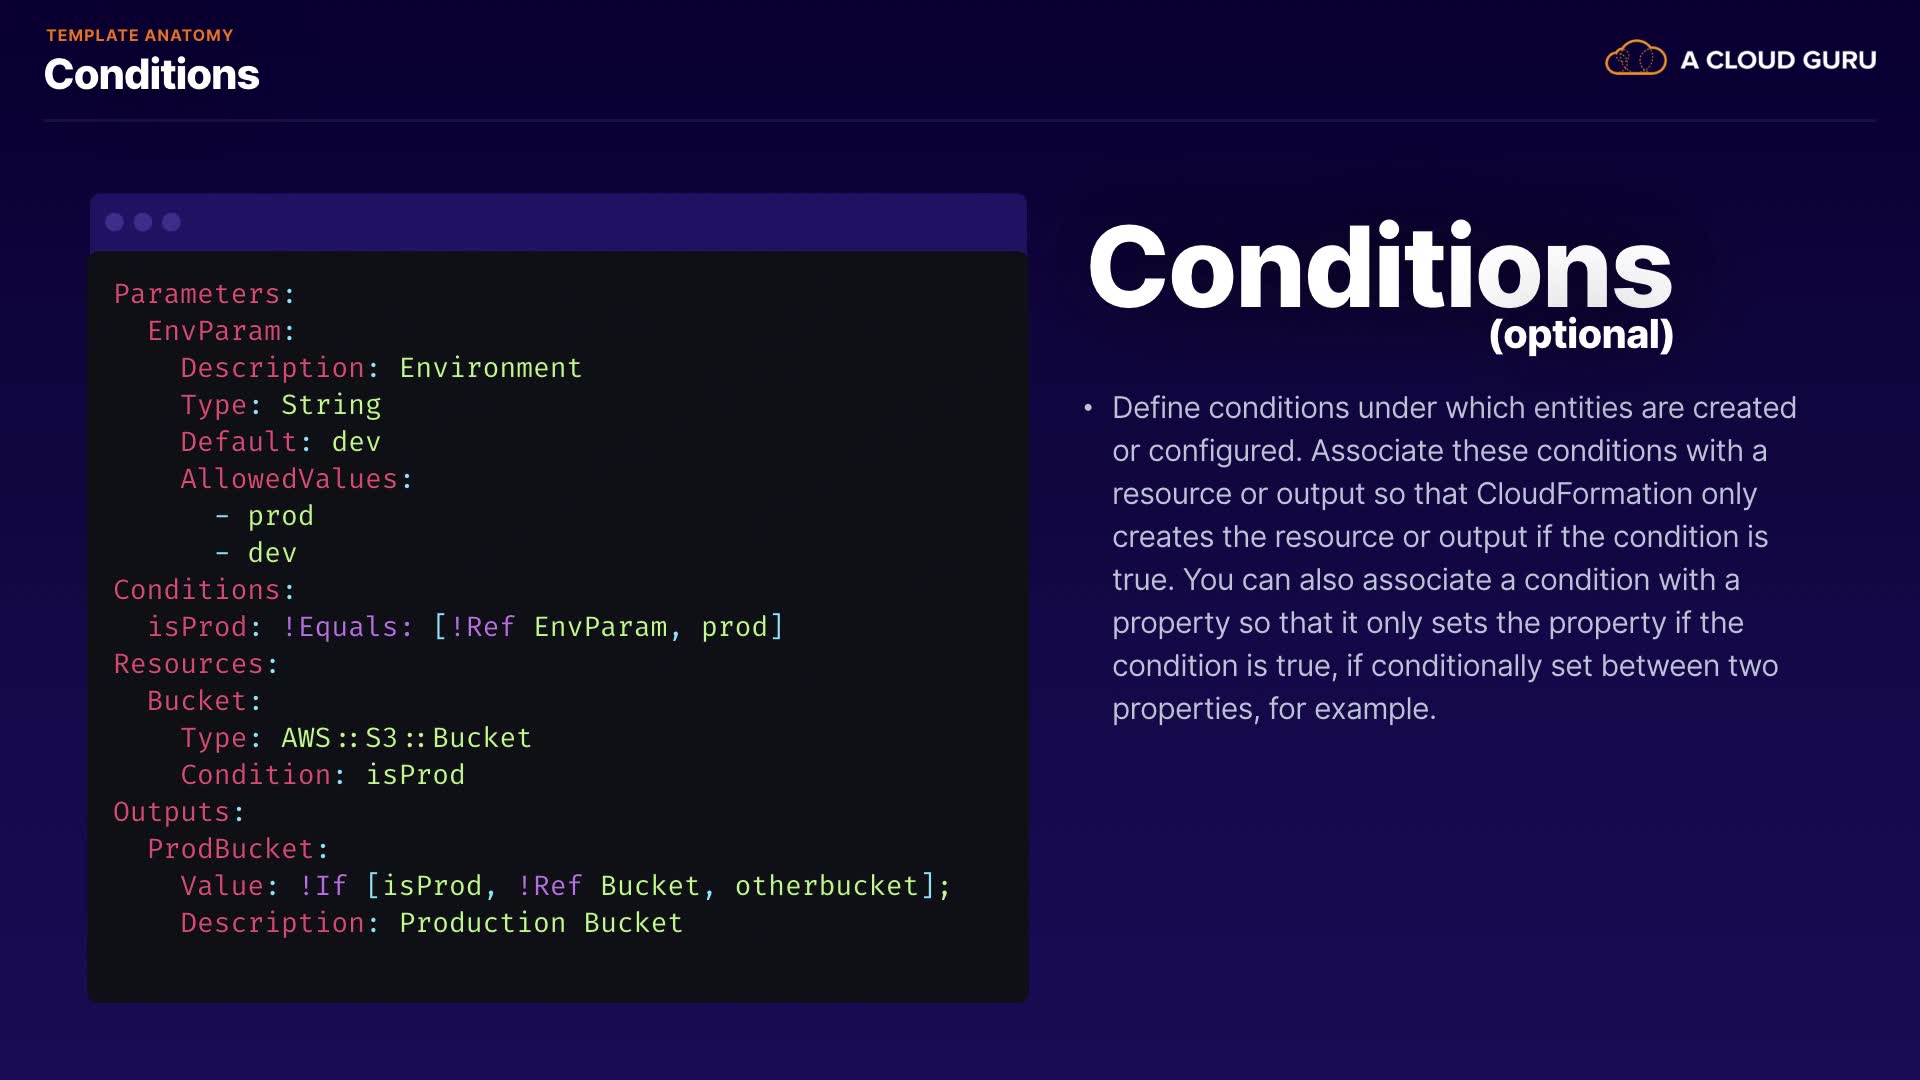 TEMPLATE ANATOMY
Conditions
A CLOUD GURU
Parameters:
  EnvParam:
    Description: Environment
    Type: String
    Default: dev
    AllowedValues:
      - prod
      - dev
Conditions:
  isProd: !Equals: [!Ref EnvParam, prod]
Resources:
  Bucket:
    Type: AWS::S3::Bucket
    Condition: isProd
Outputs:
  ProdBucket:
    Value: !If [isProd, !Ref Bucket, otherbucket];
    Description: Production Bucket
Conditions
(optional)
• Define conditions under which entities are created
or configured. Associate these conditions with a
resource or output so that CloudFormation only
creates the resource or output if the condition is
true. You can also associate a condition with a
property so that it only sets the property if the
condition is true, if conditionally set between two
properties, for example.